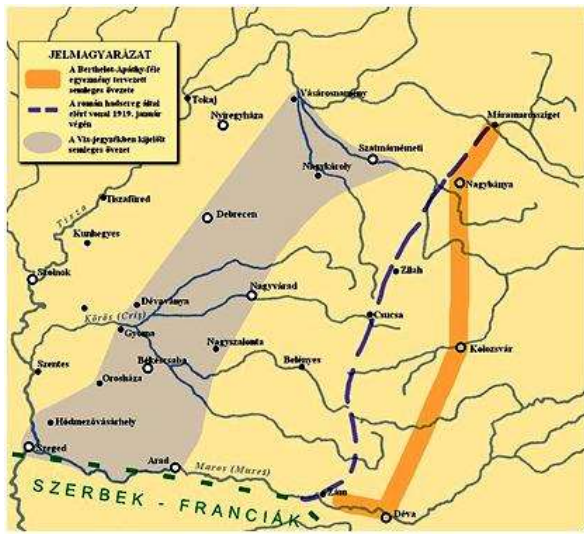 JELMAGYARÁZAT
A Berthelot-Apáthy-féle
egyezmény tervezett
semleges övezete
A román hadsereg által
elért vonal 1919. január
végén
A Vix-jegyzékben kijelölt
semleges övezet
Tokaj
Vásárosnamény
Nyíregyháza
Máramarossziget
Szatmárnémeti
Nagykároly
Nagybánya
Tisza
Tiszafüred
Debrecen
Kunhegyes
Szolnok
Zilah
Nagyvárad
Dévaványa
Csucsa
Körös (Criș)
Gyoma
Nagyszalonta
Kolozsvár
Békéscsaba
Belényes
Szentes
Orosháza
Hódmezővásárhely
Szeged
Arad
Maros (Mureș)
Zám
SZERBEK - FRANCIÁK
Déva